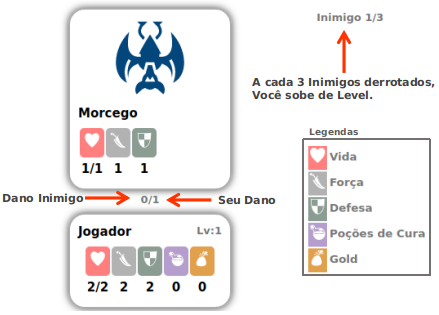 Inimigo 1/3
A cada 3 Inimigos derrotados,
Você sobe de Level.
Morcego
1/1 1 1
Dano Inimigo 0/1 Seu Dano
Jogador Lv:1
2/2 2 2 0 0
Legendas
Vida
Força
Defesa
Poções de Cura
Gold